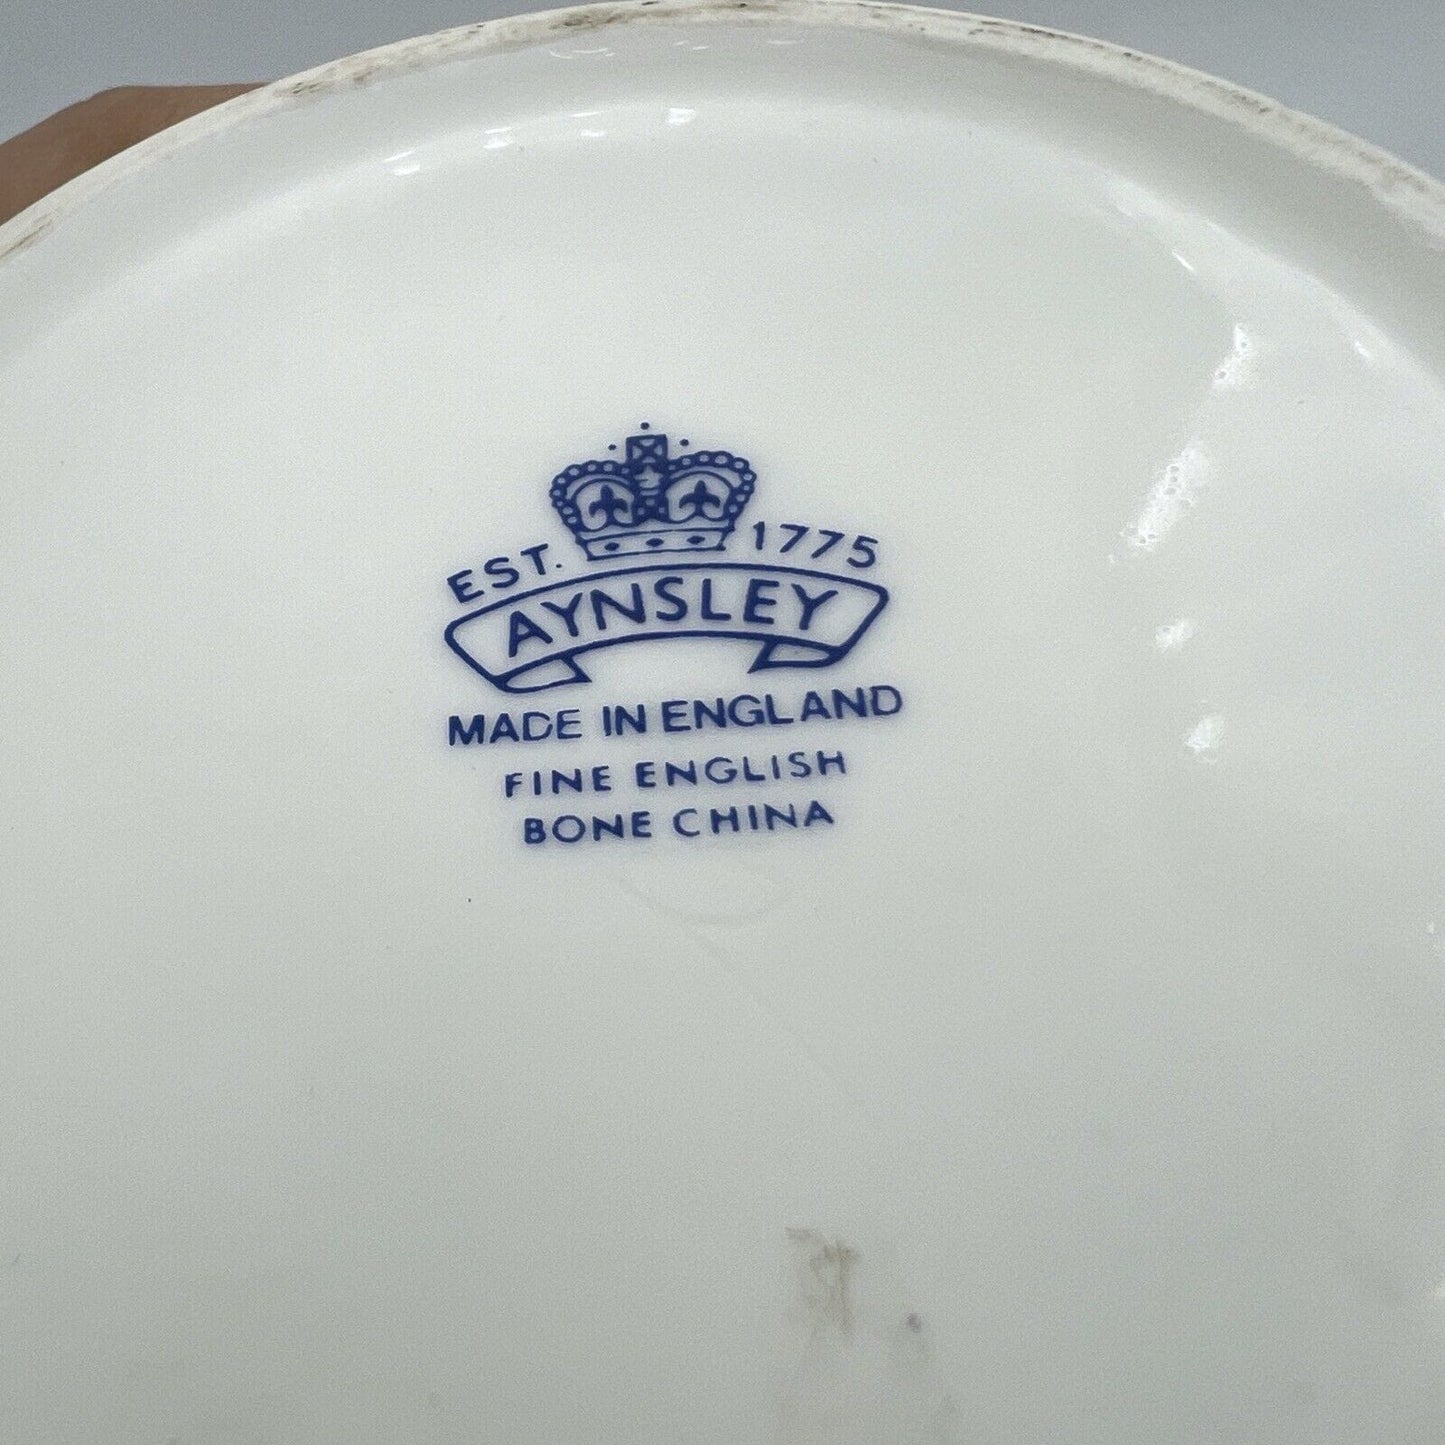 EST. 1775
AYNSLEY
MADE IN ENGLAND
FINE ENGLISH
BONE CHINA